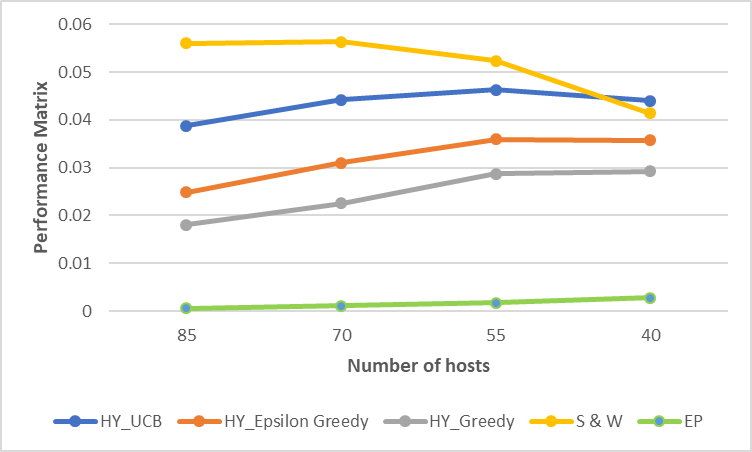 0.06
0.05
0.04
0.03
0.02
0.01
0
Performance Matrix
85 70 55 40
Number of hosts
HY_UCB HY_Epsilon Greedy HY_Greedy S & W EP